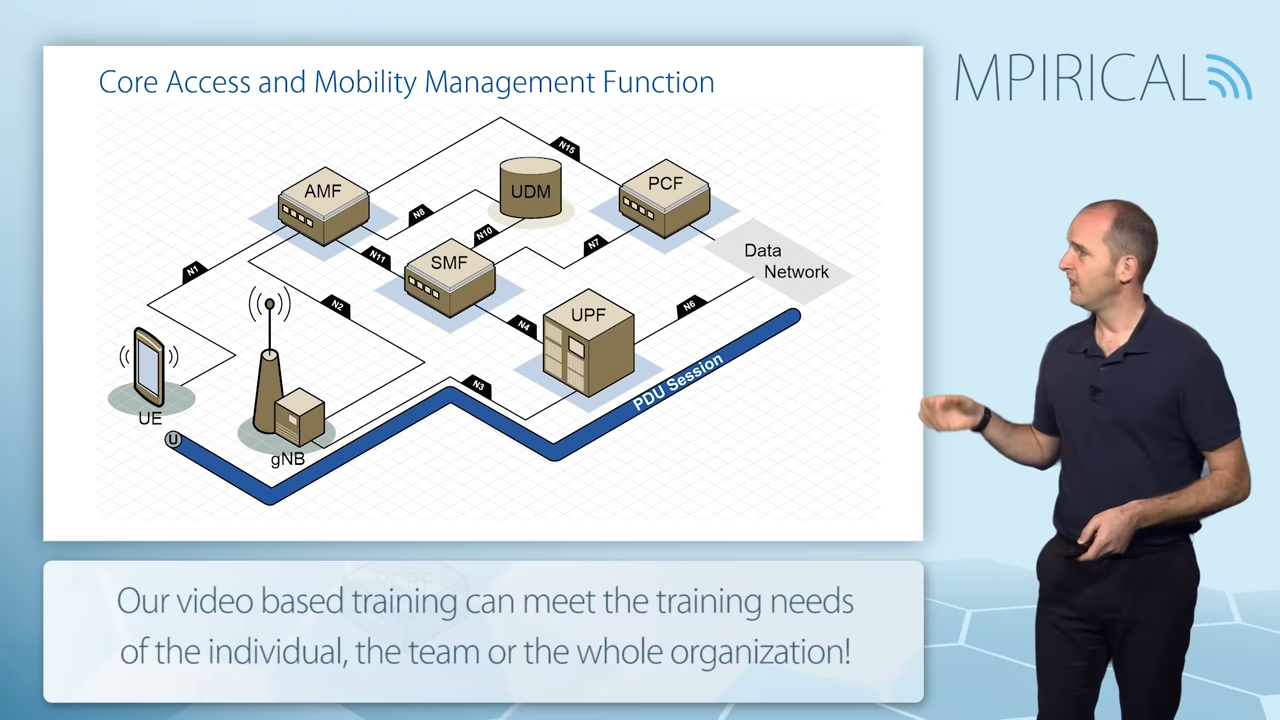 Core Access and Mobility Management Function
MPIRICAL
N15
AMF
UDM
PCF
N8
N10
N7
N11
SMF
Data
Network
N1
N2
N4
UPF
N6
N3
PDU Session
UE
U
gNB
Our video based training can meet the training needs
of the individual, the team or the whole organization!